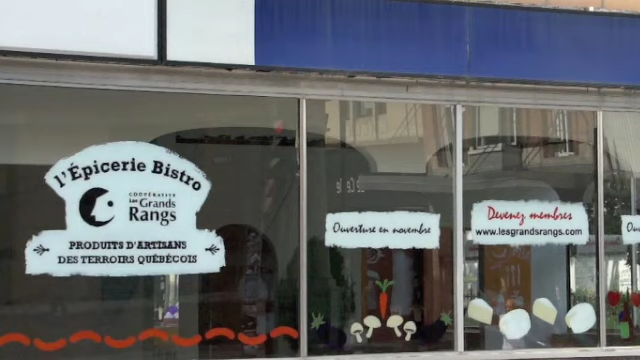 l'Épicerie Bistro
COOPÉRATIVE
Les Grands
Rangs
PRODUITS D'ARTISANS
DES TERROIRS QUÉBÉCOIS
Ouverture en novembre
Devenez membres
www.lesgrandsrangs.com